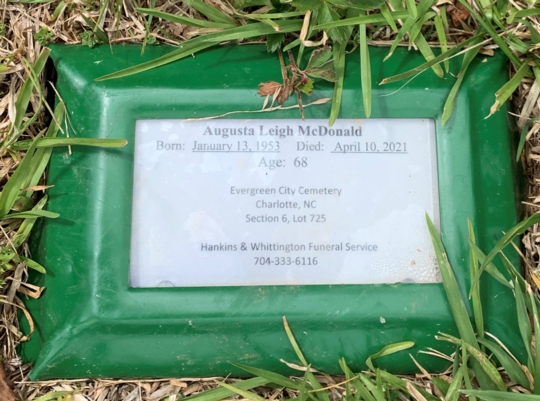 Augusta Leigh McDonald
Born: January 13, 1953 Died: April 10, 2021
Age: 68
Evergreen City Cemetery
Charlotte, NC
Section 6, Lot 725
Hankins & Whittington Funeral Service
704-333-6116